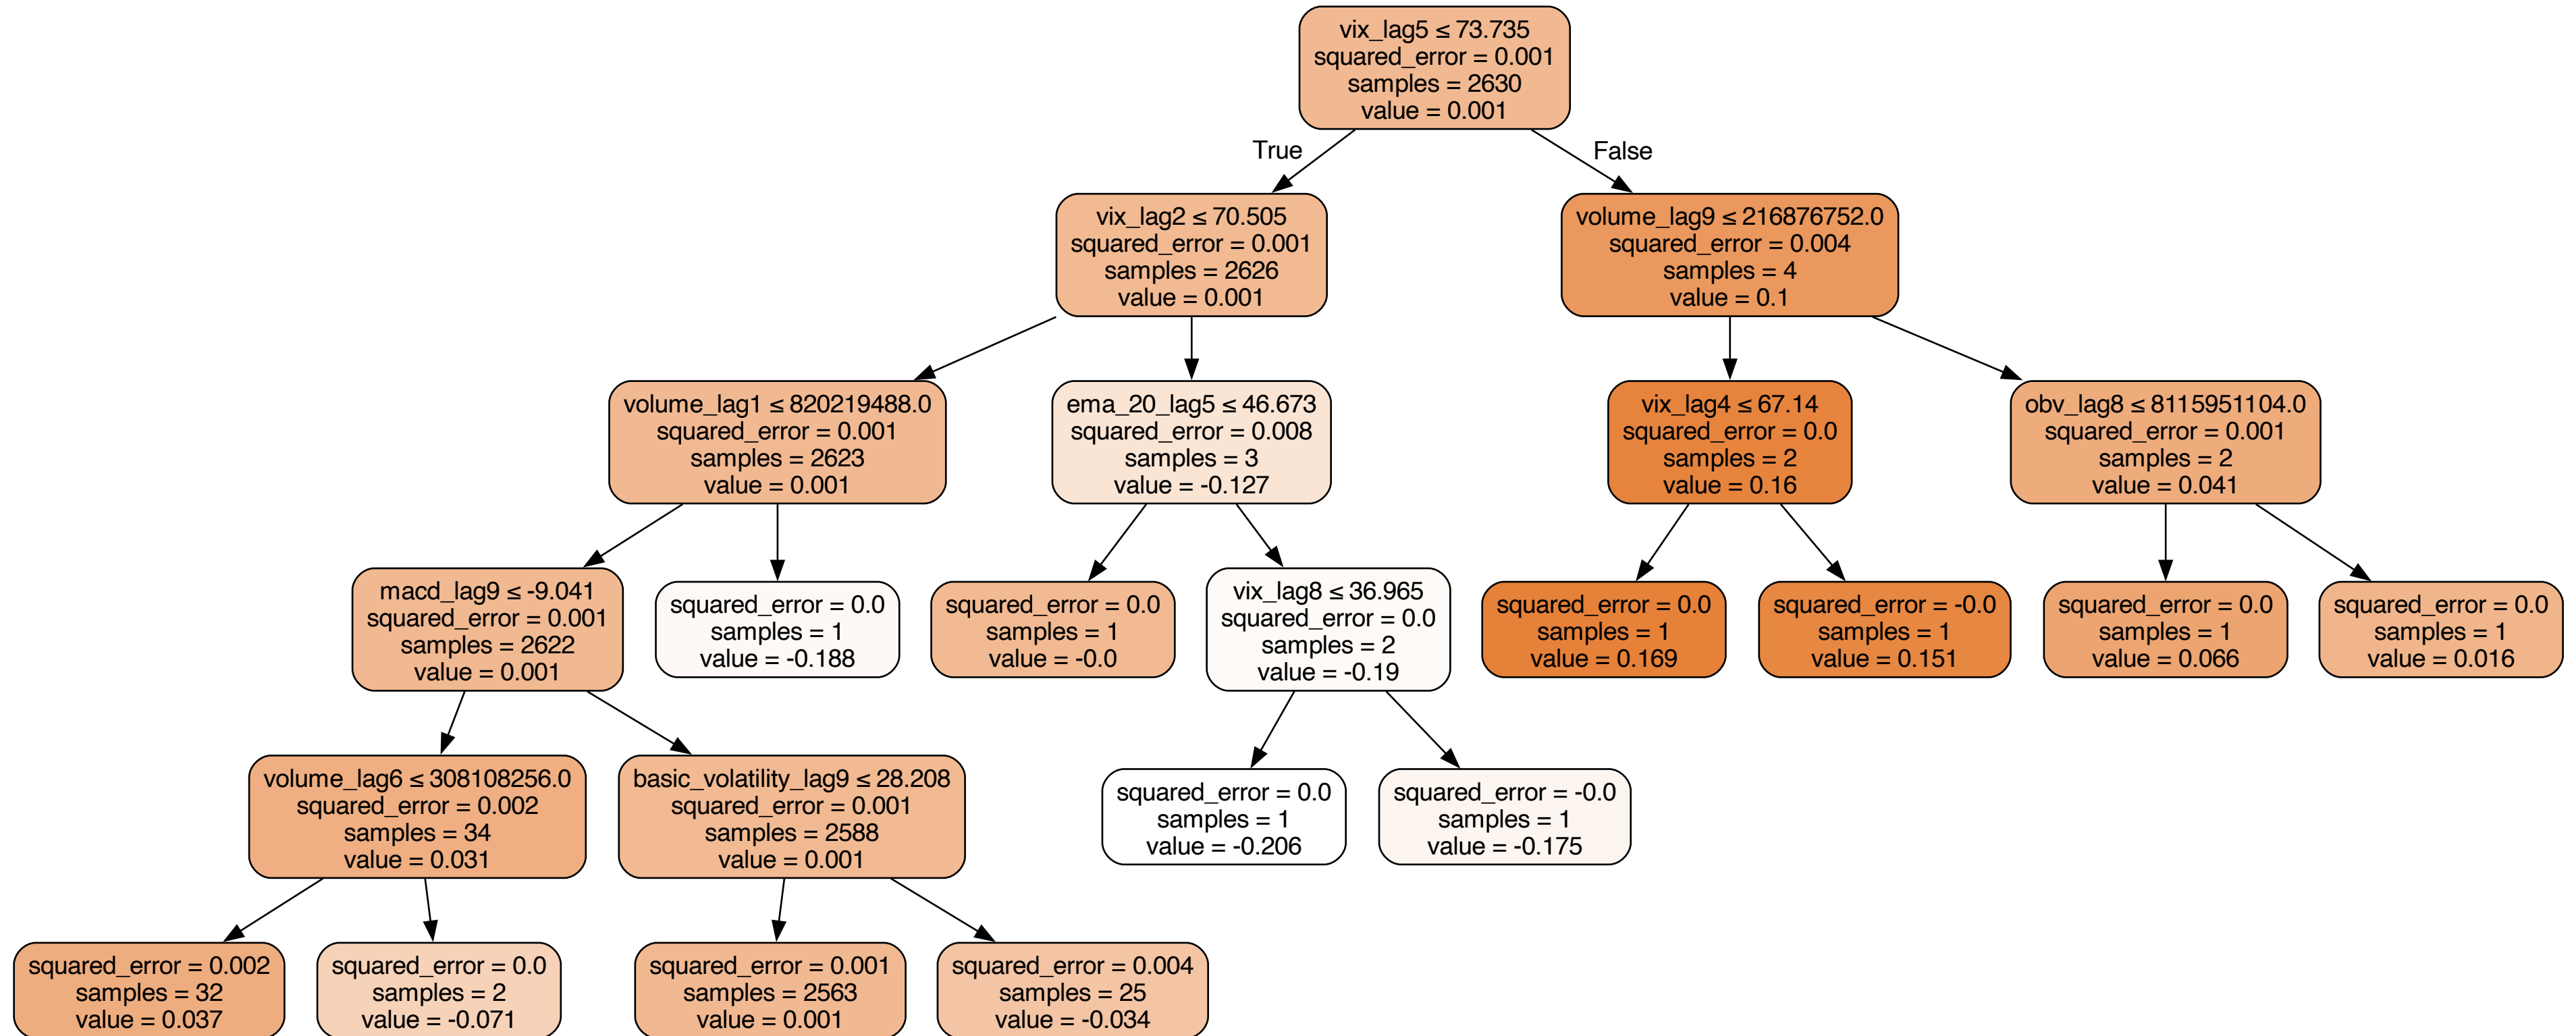 vix_lag5 ≤ 73.735
squared_error = 0.001
samples = 2630
value = 0.001
True
False
vix_lag2 ≤ 70.505
squared_error = 0.001
samples = 2626
value = 0.001
volume_lag9 ≤ 216876752.0
squared_error = 0.004
samples = 4
value = 0.1
volume_lag1 ≤ 820219488.0
squared_error = 0.001
samples = 2623
value = 0.001
ema_20_lag5 ≤ 46.673
squared_error = 0.008
samples = 3
value = -0.127
vix_lag4 ≤ 67.14
squared_error = 0.0
samples = 2
value = 0.16
obv_lag8 ≤ 8115951104.0
squared_error = 0.001
samples = 2
value = 0.041
macd_lag9 ≤ -9.041
squared_error = 0.001
samples = 2622
value = 0.001
squared_error = 0.0
samples = 1
value = -0.188
squared_error = 0.0
samples = 1
value = -0.0
vix_lag8 ≤ 36.965
squared_error = 0.0
samples = 2
value = -0.19
squared_error = 0.0
samples = 1
value = 0.169
squared_error = -0.0
samples = 1
value = 0.151
squared_error = 0.0
samples = 1
value = 0.066
squared_error = 0.0
samples = 1
value = 0.016
volume_lag6 ≤ 308108256.0
squared_error = 0.002
samples = 34
value = 0.031
basic_volatility_lag9 ≤ 28.208
squared_error = 0.001
samples = 2588
value = 0.001
squared_error = 0.0
samples = 1
value = -0.206
squared_error = -0.0
samples = 1
value = -0.175
squared_error = 0.002
samples = 32
value = 0.037
squared_error = 0.0
samples = 2
value = -0.071
squared_error = 0.001
samples = 2563
value = 0.001
squared_error = 0.004
samples = 25
value = -0.034